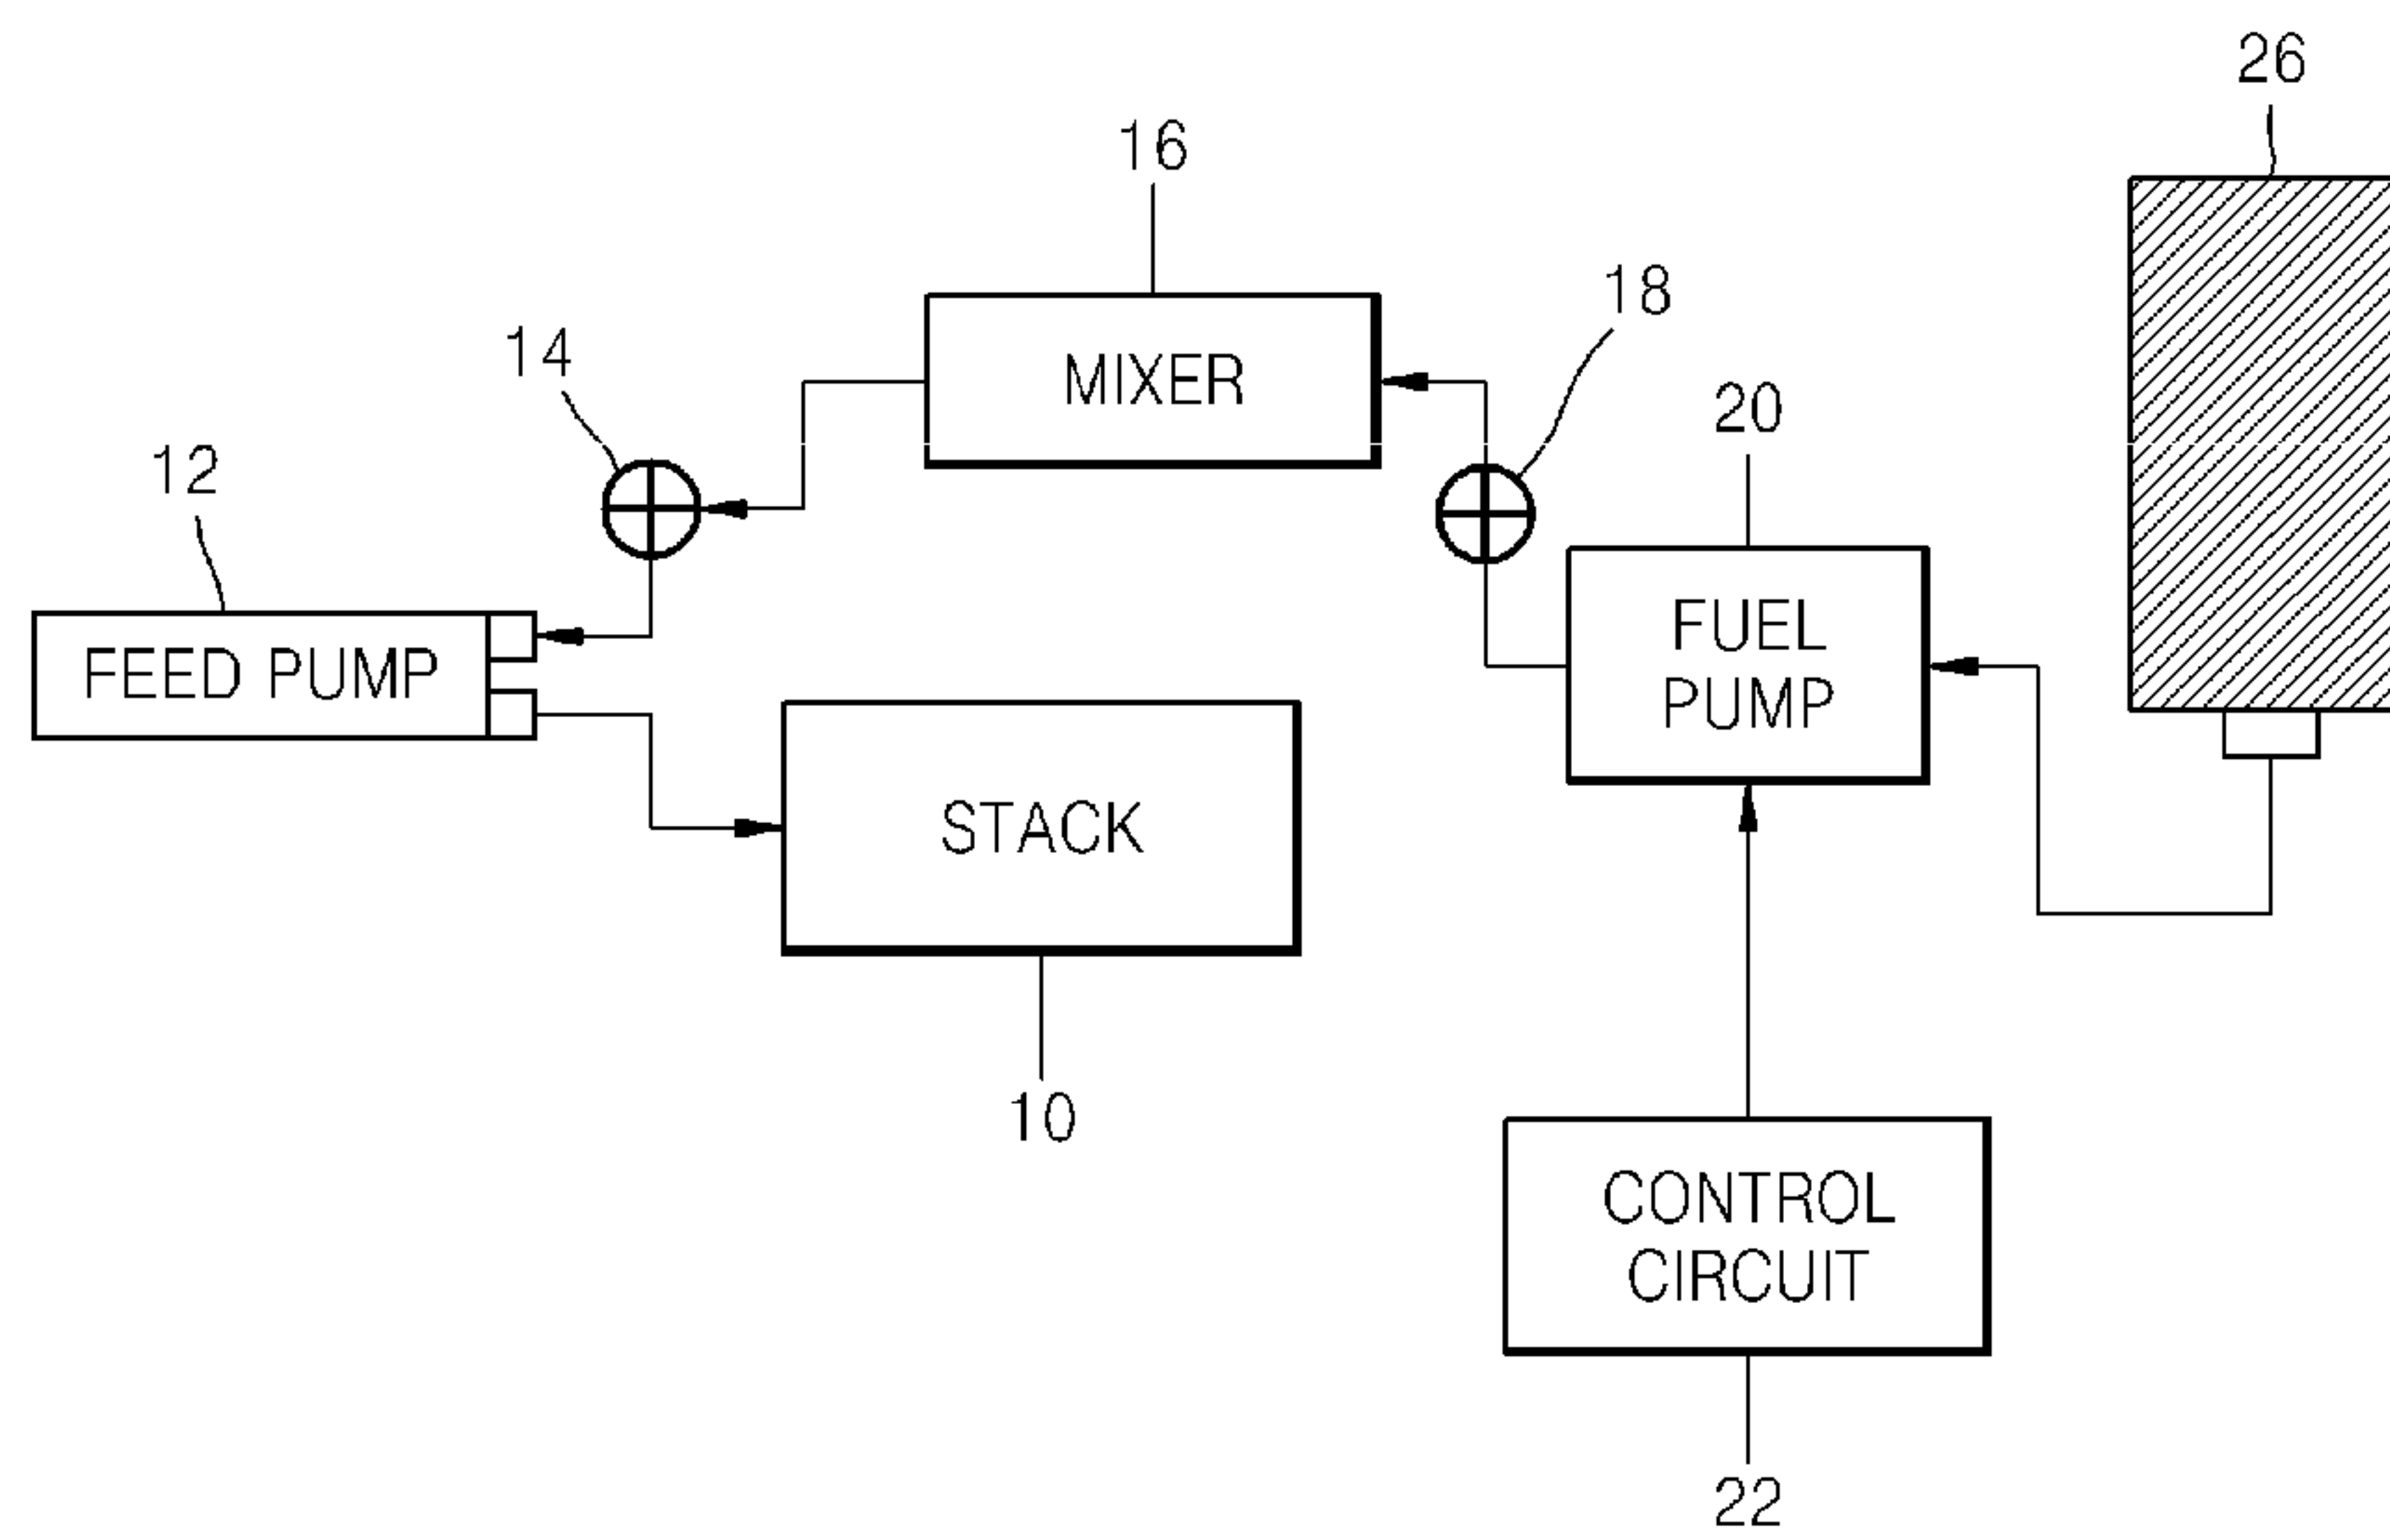 26
16
18
14
20
MIXER
12
FUEL
PUMP
FEED PUMP
STACK
10
CONTROL
CIRCUIT
22